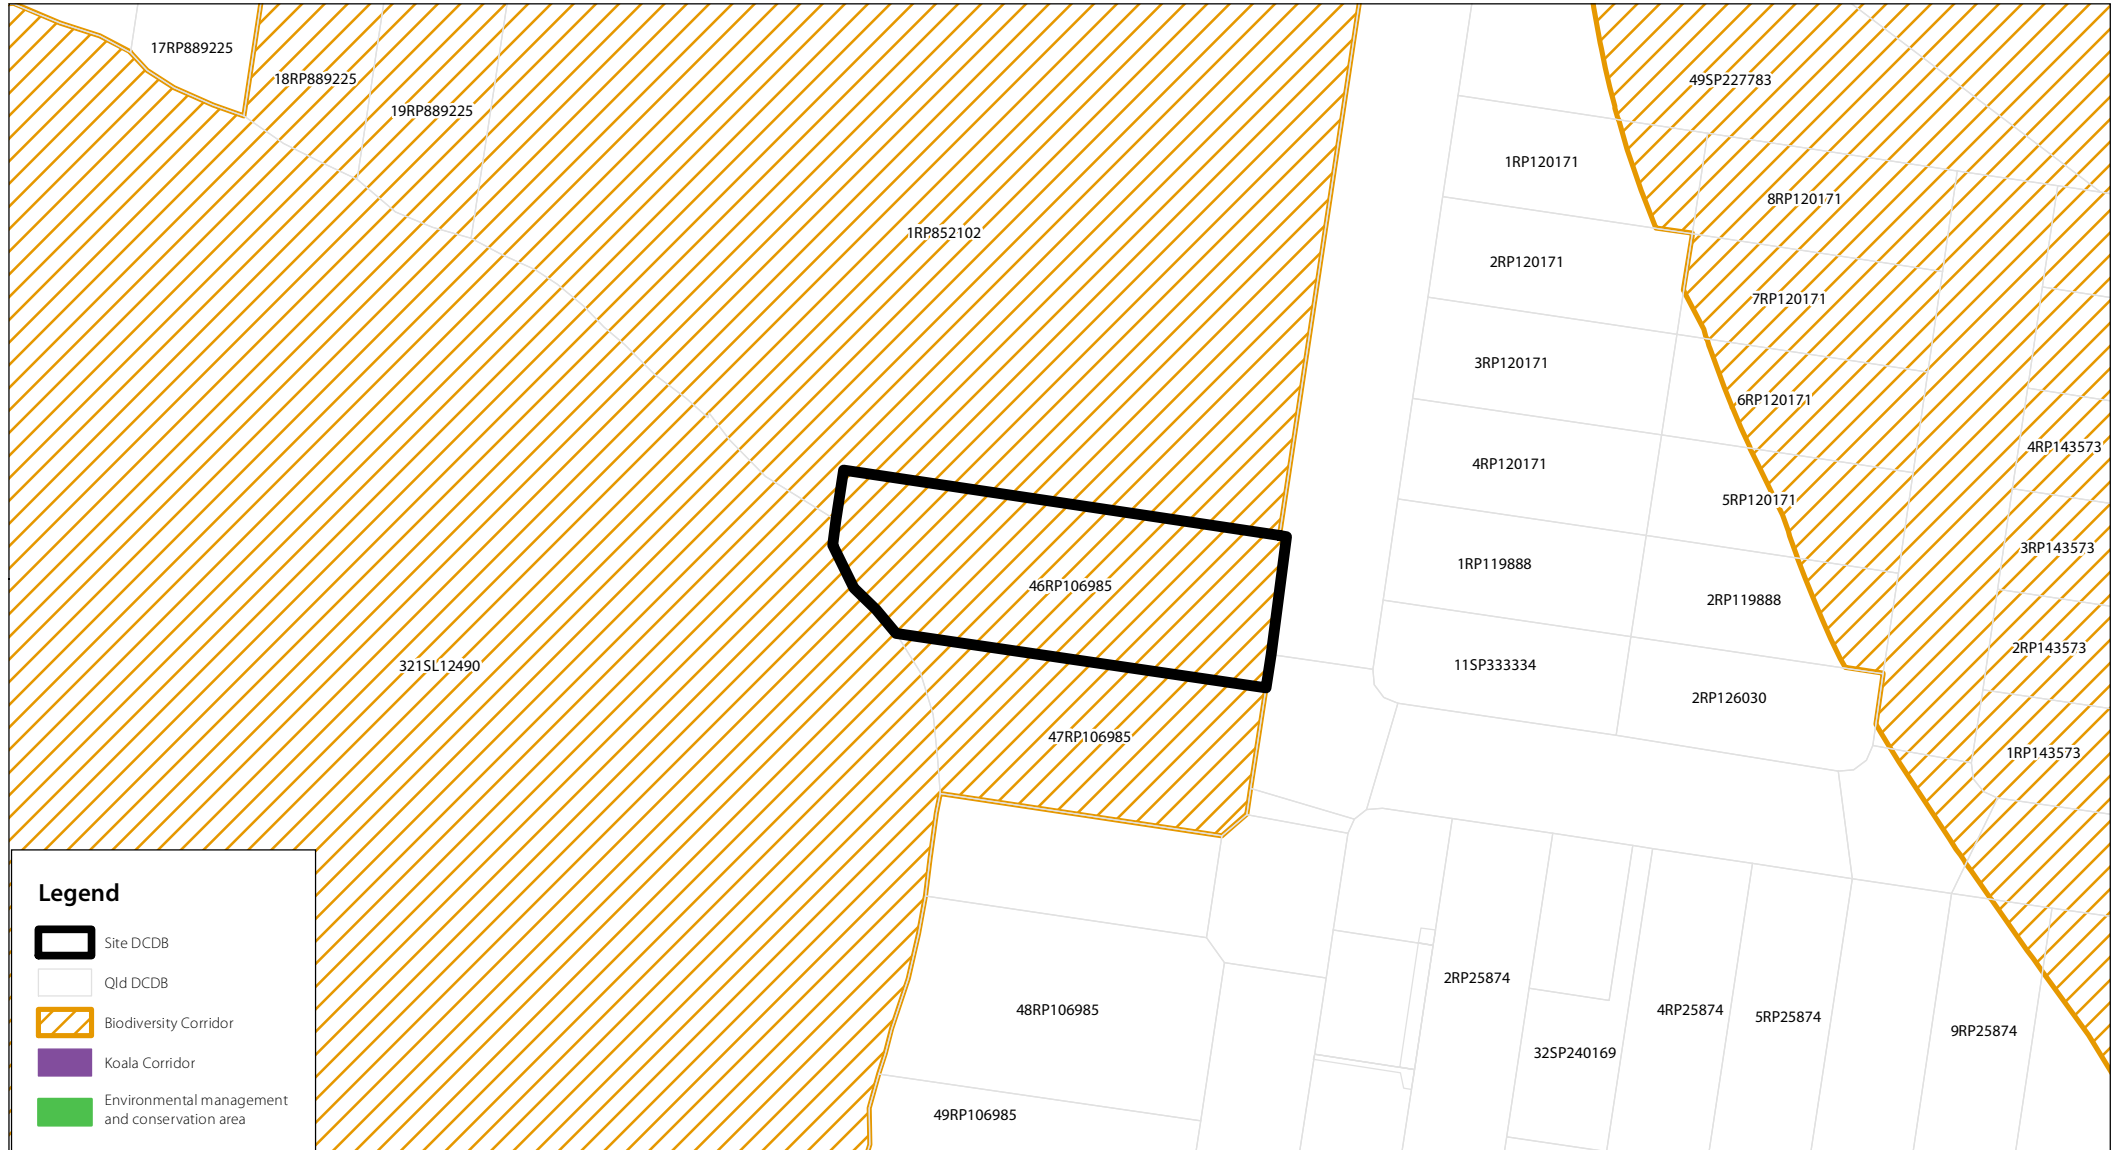 17RP889225
18RP889225
19RP889225
49SP227783
1RP120171
8RP120171
1RP852102
2RP120171
7RP120171
3RP120171
6RP120171
4RP143573
4RP120171
5RP120171
3RP143573
1RP119888
46RP106985
2RP119888
2RP143573
321SL12490
11SP333334
2RP126030
47RP106985
1RP143573
Legend
Site DCDB
Qld DCDB
Biodiversity Corridor
Koala Corridor
Environmental management
and conservation area
2RP25874
48RP106985
4RP25874
5RP25874
9RP25874
32SP240169
49RP106985